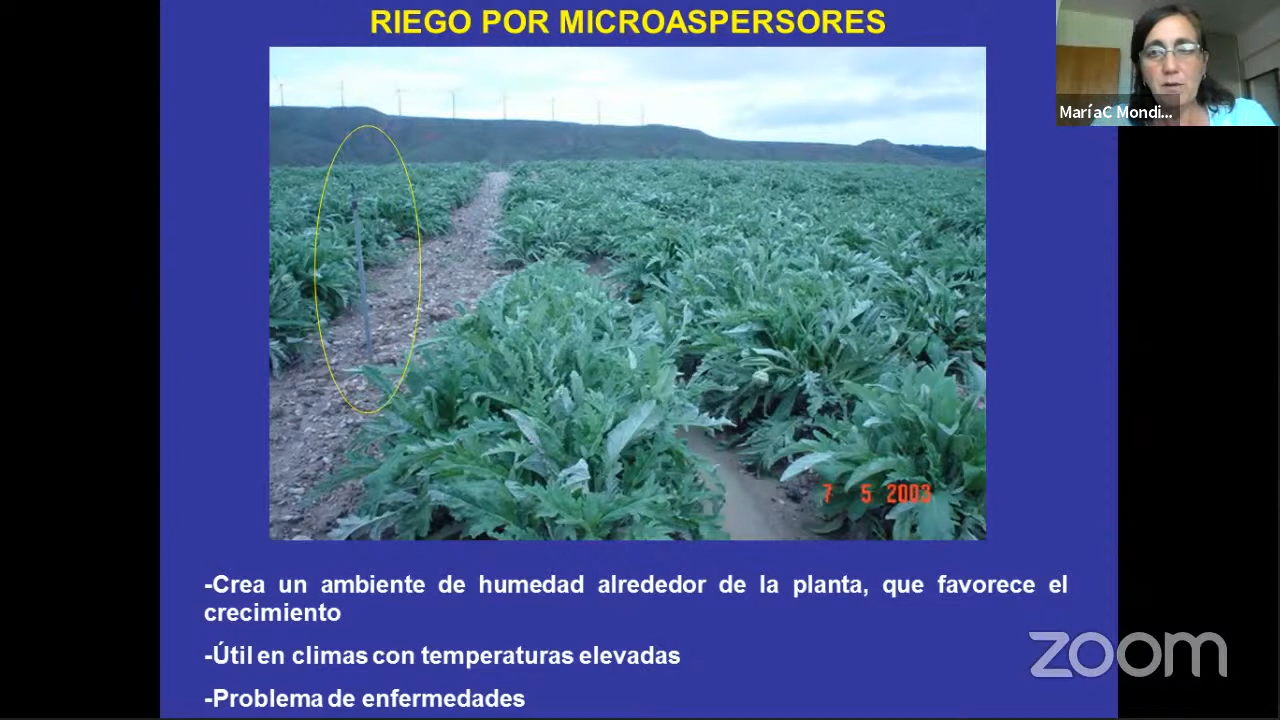 RIEGO POR MICROASPERSORES
MaríaC Mondi...
7 5 2003
-Crea un ambiente de humedad alrededor de la planta, que favorece el
crecimiento
-Útil en climas con temperaturas elevadas
-Problema de enfermedades
zoom